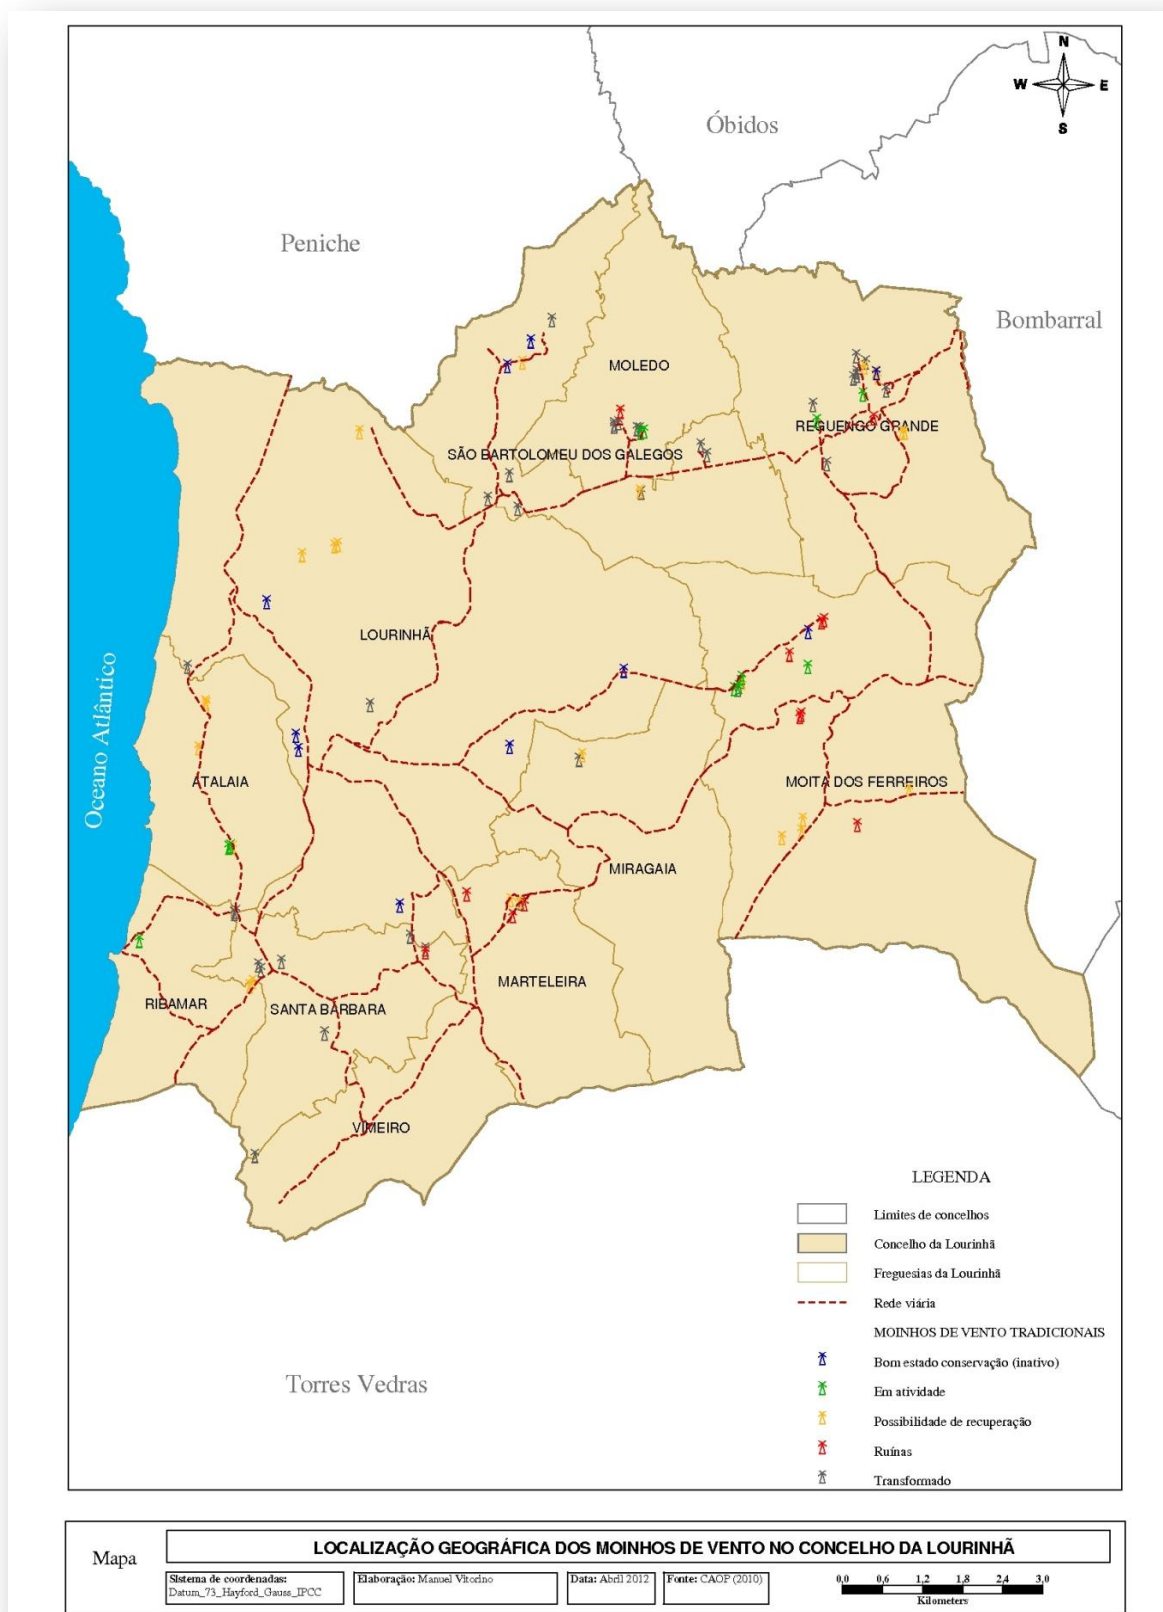 N
W E
S
Óbidos
Peniche
Bombarral
MOLEDO
REGUENGO GRANDE
SÃO BARTOLOMEU DOS GALEGOS
LOURINHÃ
Oceano Atlântico
ATALAIA
MOITA DOS FERREIROS
MIRAGAIA
MARTELEIRA
RIBAMAR
SANTA BÁRBARA
VIMEIRO
Torres Vedras
LEGENDA
Limites de concelhos
Concelho da Lourinhã
Freguesias da Lourinhã
Rede viária
MOINHOS DE VENTO TRADICIONAIS
Bom estado conservação (inativo)
Em atividade
Possibilidade de recuperação
Ruínas
Transformado
Mapa
LOCALIZAÇÃO GEOGRÁFICA DOS MOINHOS DE VENTO NO CONCELHO DA LOURINHÃ
Sistema de coordenadas:
Datum_73_Hayford_Gauss_IPCC
Elaboração: Manuel Vitorino
Data: Abril 2012
Fonte: CAOP (2010)
0,0 0,6 1,2 1,8 2,4 3,0
Kilometers